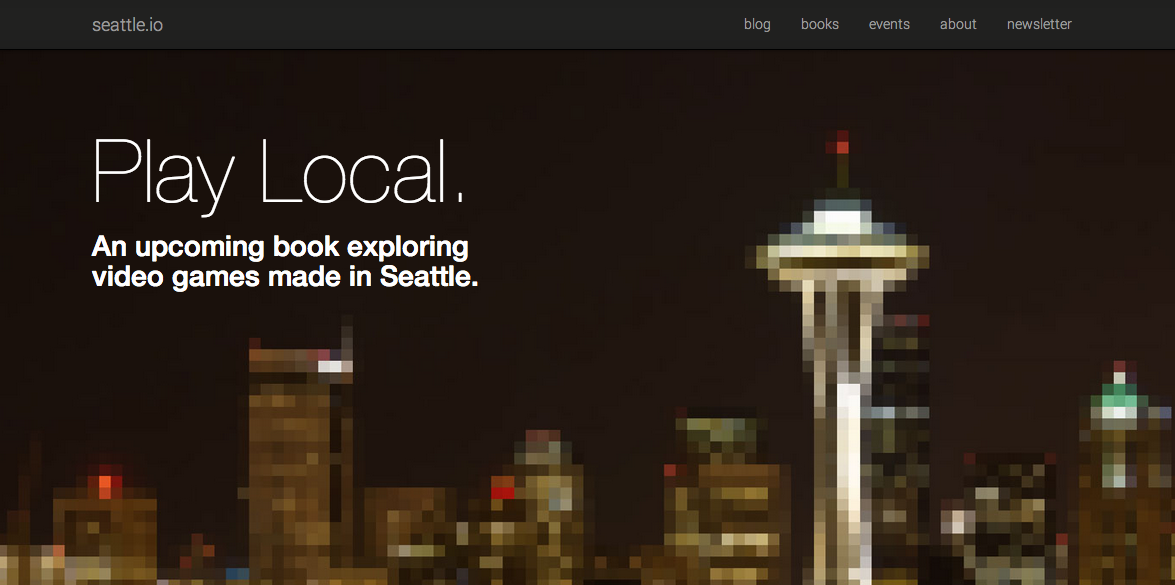 seattle.io
blog books events about newsletter
Play Local.
An upcoming book exploring
video games made in Seattle.